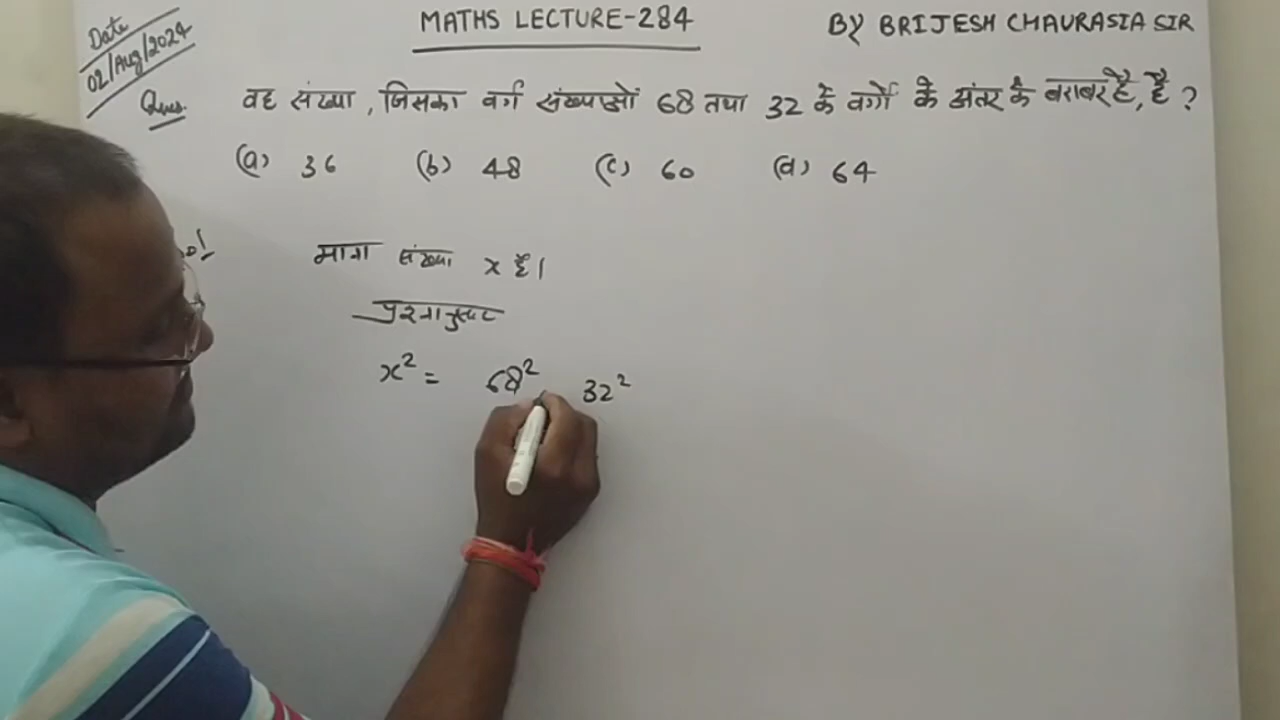 MATHS LECTURE-284
BY BRIJESH CHAURASIA SIR
Date
02/Aug/2024
Ques. वह संख्या, जिसका वर्ग संख्याओं 68 तथा 32 के वर्गों के अंतर के बराबर है, है ?
(a) 36 (b) 48 (c) 60 (d) 64
माना संख्या x है।
प्रश्नानुसार
x² = 68² 32²